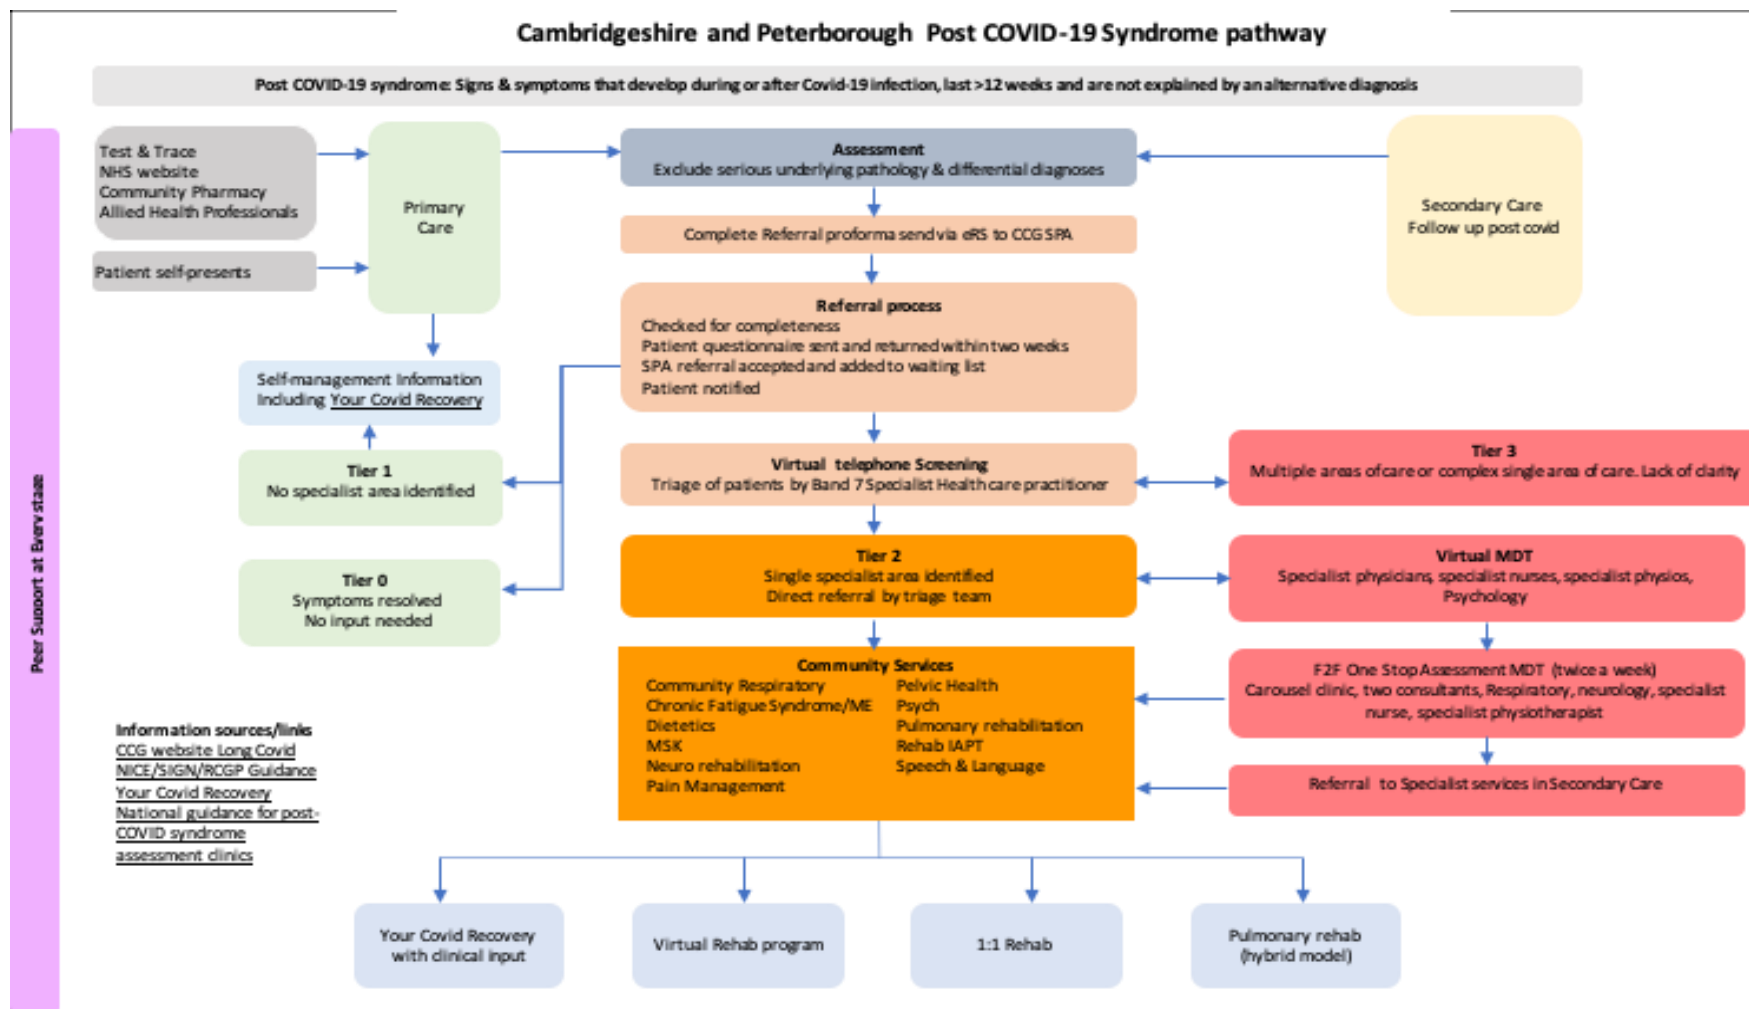 Cambridgeshire and Peterborough Post COVID-19 Syndrome pathway
Post COVID-19 syndrome: Signs & symptoms that develop during or after Covid-19 infection, last >12 weeks and are not explained by an alternative diagnosis
Peer Support at Every stage
Test & Trace
NHS website
Community Pharmacy
Allied Health Professionals
Patient self-presents
Primary
Care
Assessment
Exclude serious underlying pathology & differential diagnoses
Secondary Care
Follow up post covid
Complete Referral proforma send via eRS to CCG SPA
Referral process
Checked for completeness
Patient questionnaire sent and returned within two weeks
SPA referral accepted and added to waiting list
Patient notified
Self-management Information
Including Your Covid Recovery
Tier 1
No specialist area identified
Tier 0
Symptoms resolved
No input needed
Virtual telephone Screening
Triage of patients by Band 7 Specialist Health care practitioner
Tier 3
Multiple areas of care or complex single area of care. Lack of clarity
Tier 2
Single specialist area identified
Direct referral by triage team
Virtual MDT
Specialist physicians, specialist nurses, specialist physios,
Psychology
Community Services
Community Respiratory
Chronic Fatigue Syndrome/ME
Dietetics
MSK
Neuro rehabilitation
Pain Management
Pelvic Health
Psych
Pulmonary rehabilitation
Rehab IAPT
Speech & Language
F2F One Stop Assessment MDT (twice a week)
Carousel clinic, two consultants, Respiratory, neurology, specialist
nurse, specialist physiotherapist
Referral to Specialist services in Secondary Care
Information sources/links
CCG website Long Covid
NICE/SIGN/RCGP Guidance
Your Covid Recovery
National guidance for post-
COVID syndrome
assessment clinics
Your Covid Recovery
with clinical input
Virtual Rehab program
1:1 Rehab
Pulmonary rehab
(hybrid model)